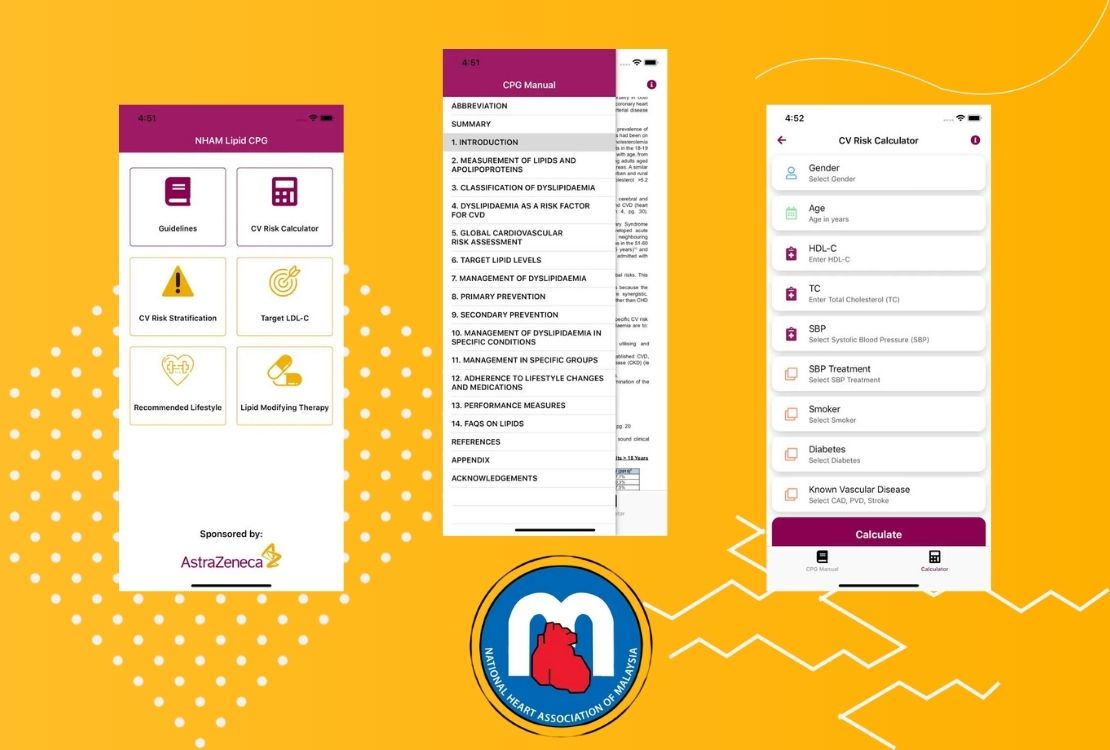 4:51
NHAM Lipid CPG
Guidelines
CV Risk Calculator
CV Risk Stratification
Target LDL-C
Recommended Lifestyle
Lipid Modifying Therapy
Sponsored by:
AstraZeneca
4:51
CPG Manual
ABBREVIATION
SUMMARY
1. INTRODUCTION
2. MEASUREMENT OF LIPIDS AND
APOLIPOPROTEINS
3. CLASSIFICATION OF DYSLIPIDAEMIA
4. DYSLIPIDAEMIA AS A RISK FACTOR
FOR CVD
5. GLOBAL CARDIOVASCULAR
RISK ASSESSMENT
6. TARGET LIPID LEVELS
7. MANAGEMENT OF DYSLIPIDAEMIA
8. PRIMARY PREVENTION
9. SECONDARY PREVENTION
10. MANAGEMENT OF DYSLIPIDAEMIA IN
SPECIFIC CONDITIONS
11. MANAGEMENT IN SPECIFIC GROUPS
12. ADHERENCE TO LIFESTYLE CHANGES
AND MEDICATIONS
13. PERFORMANCE MEASURES
14. FAQS ON LIPIDS
REFERENCES
APPENDIX
ACKNOWLEDGEMENTS
4:52
CV Risk Calculator
Gender
Select Gender
Age
Age in years
HDL-C
Enter HDL-C
TC
Enter Total Cholesterol (TC)
SBP
Select Systolic Blood Pressure (SBP)
SBP Treatment
Select SBP Treatment
Smoker
Select Smoker
Diabetes
Select Diabetes
Known Vascular Disease
Select CAD, PVD, Stroke
Calculate
CPG Manual
Calculator
NATIONAL HEART ASSOCIATION OF MALAYSIA